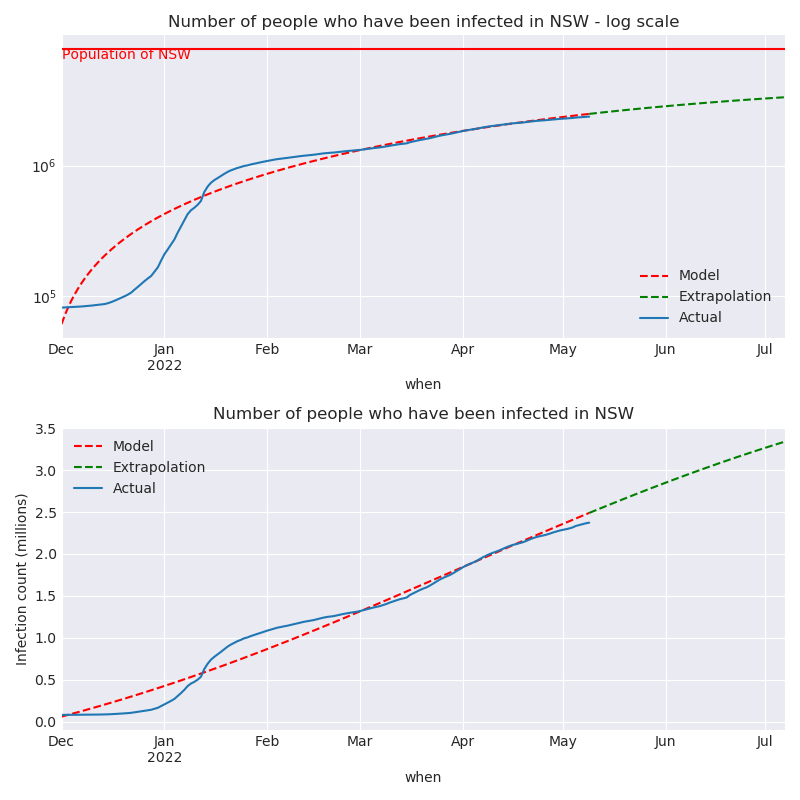 Number of people who have been infected in NSW - log scale
Population of NSW
10⁶
10⁵
Model
Extrapolation
Actual
Dec Jan Feb Mar Apr May Jun Jul
2022
when
Number of people who have been infected in NSW
Infection count (millions)
3.5
3.0
2.5
2.0
1.5
1.0
0.5
0.0
Model
Extrapolation
Actual
Dec Jan Feb Mar Apr May Jun Jul
2022
when